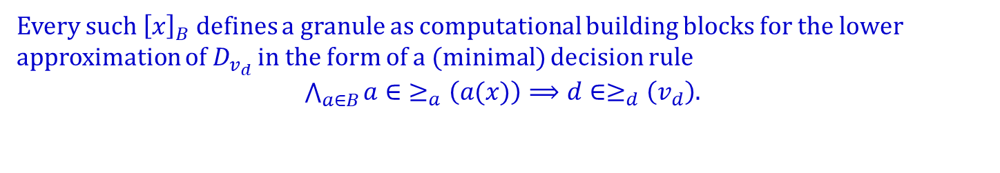 Every such $[x]_B$ defines a granule as computational building blocks for the lower
approximation of $D_{v_d}$ in the form of a (minimal) decision rule
$\bigwedge_{a \in B} a \in \geq_a (a(x)) \Longrightarrow d \in \geq_d (v_d).$